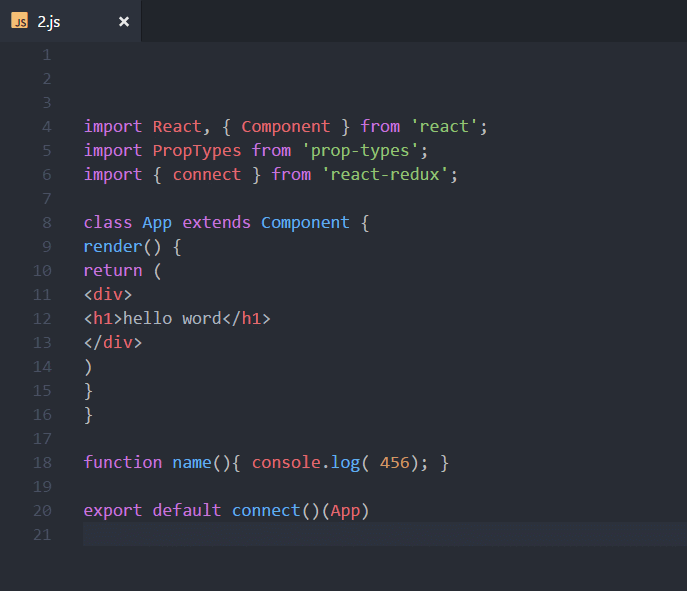 JS 2.js ×
1
2
3
4 import React, { Component } from 'react';
5 import PropTypes from 'prop-types';
6 import { connect } from 'react-redux';
7
8 class App extends Component {
9 render() {
10 return (
11 <div>
12 <h1>hello word</h1>
13 </div>
14 )
15 }
16 }
17
18 function name(){ console.log( 456); }
19
20 export default connect()(App)
21